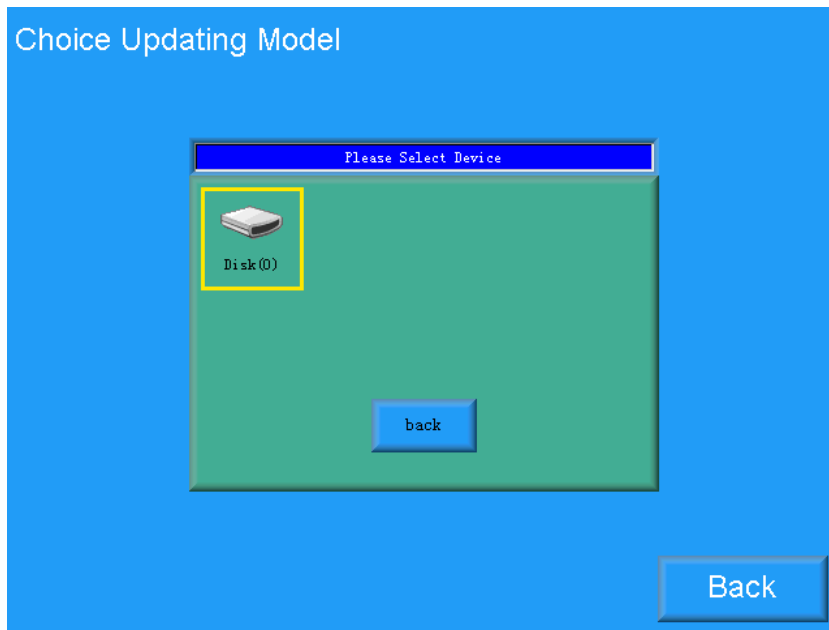 Choice Updating Model
Please Select Device
Disk(0)
back
Back